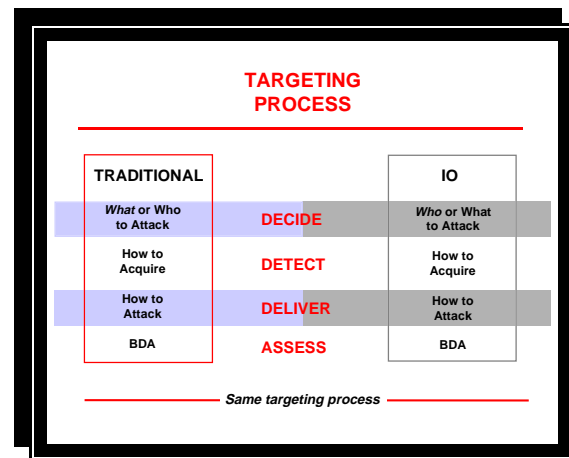 TARGETING
PROCESS
TRADITIONAL
IO
What or Who
to Attack
DECIDE
Who or What
to Attack
How to
Acquire
DETECT
How to
Acquire
How to
Attack
DELIVER
How to
Attack
BDA
ASSESS
BDA
Same targeting process